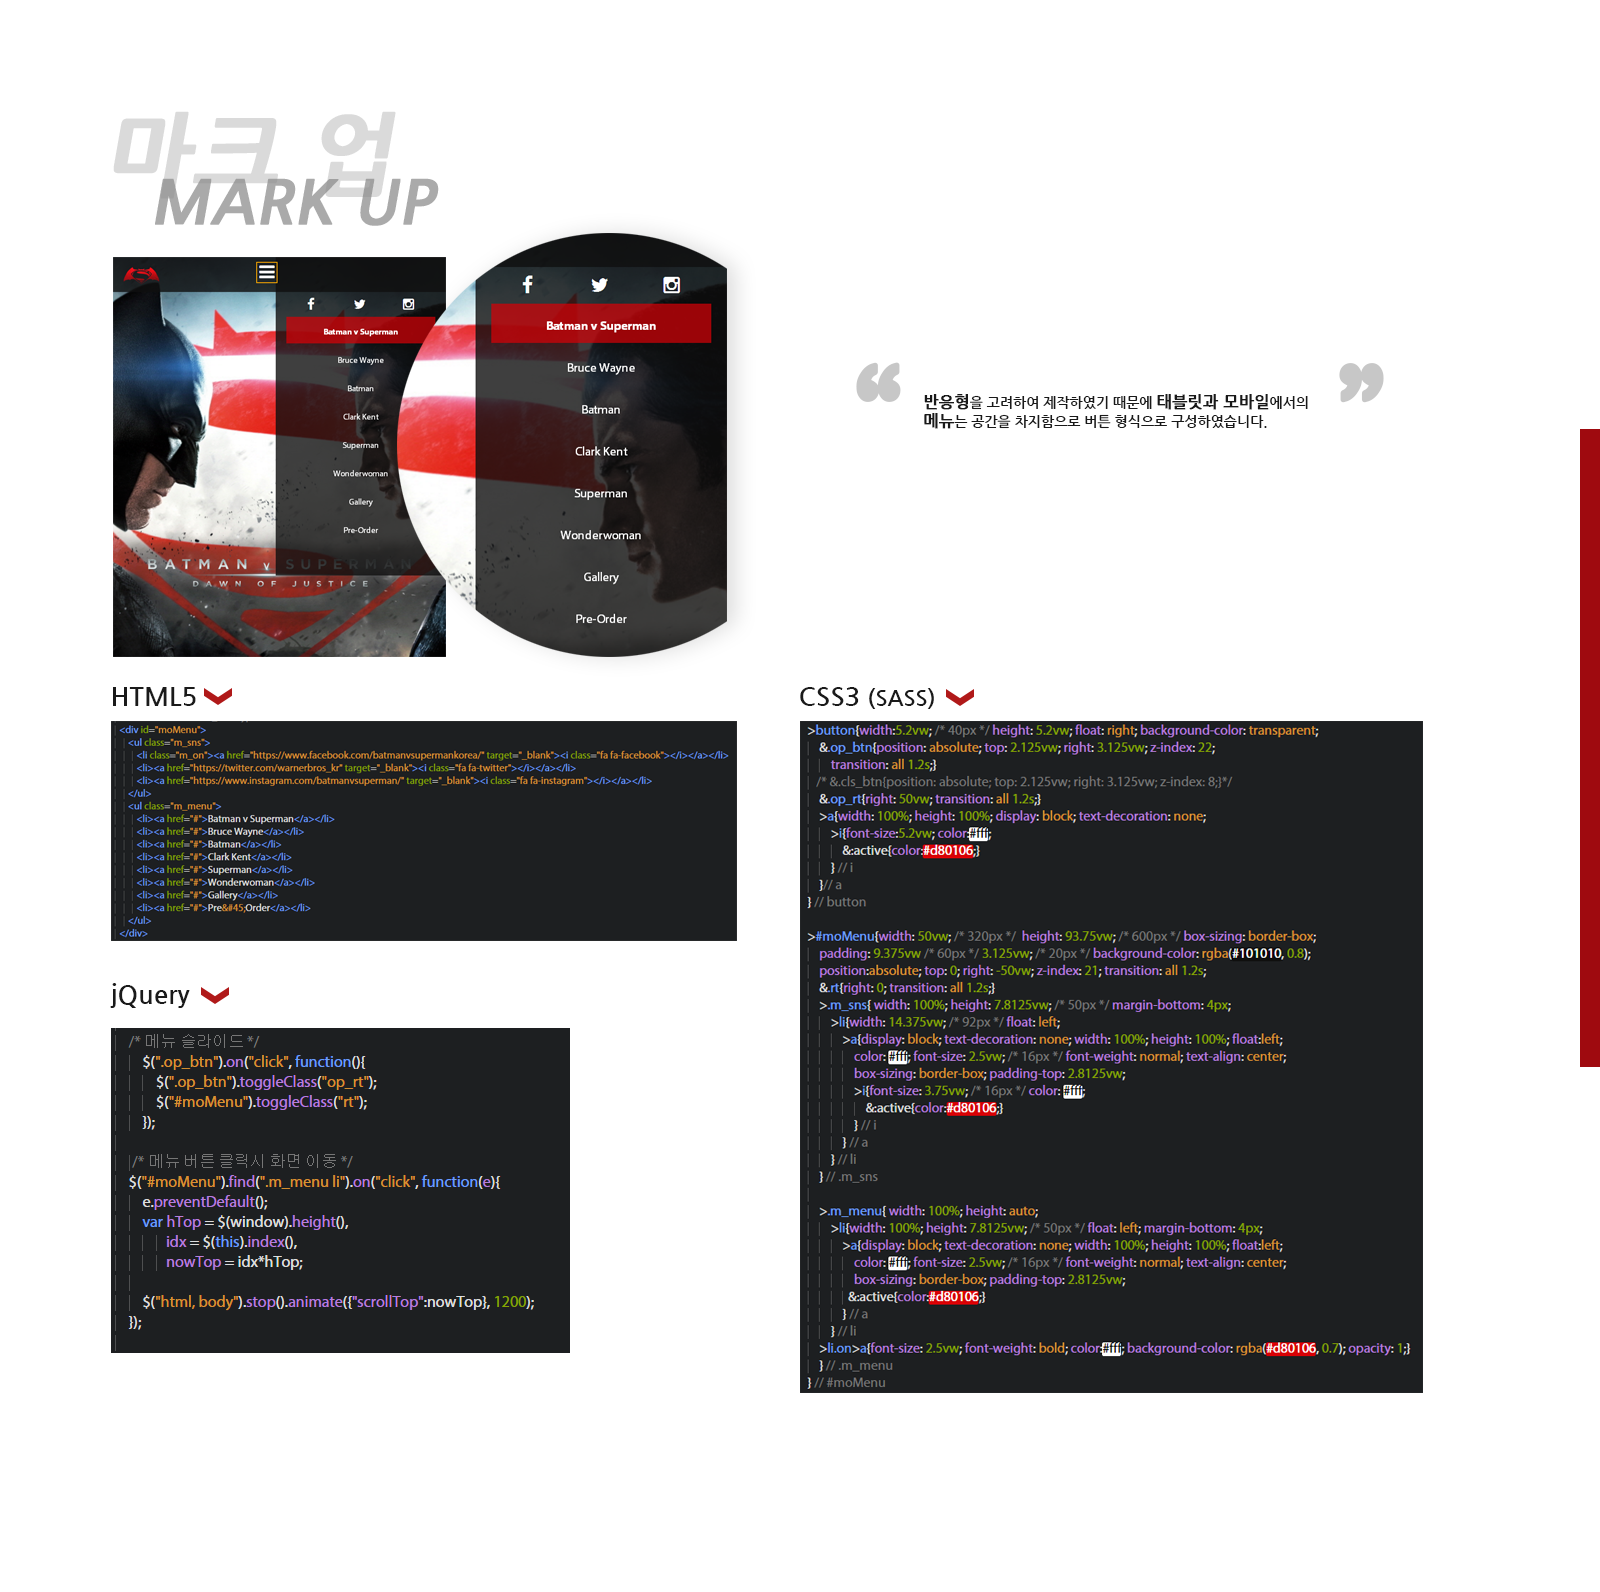 마크 업
MARK UP
Batman v Superman
Bruce Wayne
Batman
Clark Kent
Superman
Wonderwoman
Gallery
Pre-Order
BATMAN v SUPERMAN
DAWN OF JUSTICE
Batman v Superman
Bruce Wayne
Batman
Clark Kent
Superman
Wonderwoman
Gallery
Pre-Order
“ 반응형을 고려하여 제작하였기 때문에 태블릿과 모바일에서의
메뉴는 공간을 차지함으로 버튼 형식으로 구성하였습니다. ”
HTML5
<div id="moMenu">
<ul class="m_sns">
<li class="m_on"><a href="https://www.facebook.com/batmanvsupermankorea/" target="_blank"><i class="fa fa-facebook"></i></a></li>
<li><a href="https://twitter.com/warnerbros_kr" target="_blank"><i class="fa fa-twitter"></i></a></li>
<li><a href="https://www.instagram.com/batmanvsuperman/" target="_blank"><i class="fa fa-instagram"></i></a></li>
</ul>
<ul class="m_menu">
<li><a href="#">Batman v Superman</a></li>
<li><a href="#">Bruce Wayne</a></li>
<li><a href="#">Batman</a></li>
<li><a href="#">Clark Kent</a></li>
<li><a href="#">Superman</a></li>
<li><a href="#">Wonderwoman</a></li>
<li><a href="#">Gallery</a></li>
<li><a href="#">Pre&#45;Order</a></li>
</ul>
</div>
jQuery
/* 메뉴 슬라이드 */
$(".op_btn").on("click", function(){
$(".op_btn").toggleClass("op_rt");
$("#moMenu").toggleClass("rt");
});
/* 메뉴 버튼 클릭시 화면 이동 */
$("#moMenu").find(".m_menu li").on("click", function(e){
e.preventDefault();
var hTop = $(window).height(),
idx = $(this).index(),
nowTop = idx*hTop;
$("html, body").stop().animate({"scrollTop":nowTop}, 1200);
});
CSS3 (SASS)
>button{width:5.2vw; /* 40px */ height: 5.2vw; float: right; background-color: transparent;
&.op_btn{position: absolute; top: 2.125vw; right: 3.125vw; z-index: 22;
transition: all 1.2s;}
/* &.cls_btn{position: absolute; top: 2.125vw; right: 3.125vw; z-index: 8;}*/
&.op_rt{right: 50vw; transition: all 1.2s;}
>a{width: 100%; height: 100%; display: block; text-decoration: none;
>i{font-size:5.2vw; color:#fff;
&:active{color:#d80106;}
} // i
}// a
} // button
>#moMenu{width: 50vw; /* 320px */ height: 93.75vw; /* 600px */ box-sizing: border-box;
padding: 9.375vw /* 60px */ 3.125vw; /* 20px */ background-color: rgba(#101010, 0.8);
position:absolute; top: 0; right: -50vw; z-index: 21; transition: all 1.2s;
&.rt{right: 0; transition: all 1.2s;}
>.m_sns{ width: 100%; height: 7.8125vw; /* 50px */ margin-bottom: 4px;
>li{width: 14.375vw; /* 92px */ float: left;
>a{display: block; text-decoration: none; width: 100%; height: 100%; float:left;
color: #fff; font-size: 2.5vw; /* 16px */ font-weight: normal; text-align: center;
box-sizing: border-box; padding-top: 2.8125vw;
>i{font-size: 3.75vw; /* 16px */ color: #fff;
&:active{color:#d80106;}
} // i
} // a
} // li
} // .m_sns
>.m_menu{ width: 100%; height: auto;
>li{width: 100%; height: 7.8125vw; /* 50px */ float: left; margin-bottom: 4px;
>a{display: block; text-decoration: none; width: 100%; height: 100%; float:left;
color: #fff; font-size: 2.5vw; /* 16px */ font-weight: normal; text-align: center;
box-sizing: border-box; padding-top: 2.8125vw;
&:active{color:#d80106;}
} // a
} // li
>li.on>a{font-size: 2.5vw; font-weight: bold; color:#fff; background-color: rgba(#d80106, 0.7); opacity: 1;}
} // .m_menu
} // #moMenu